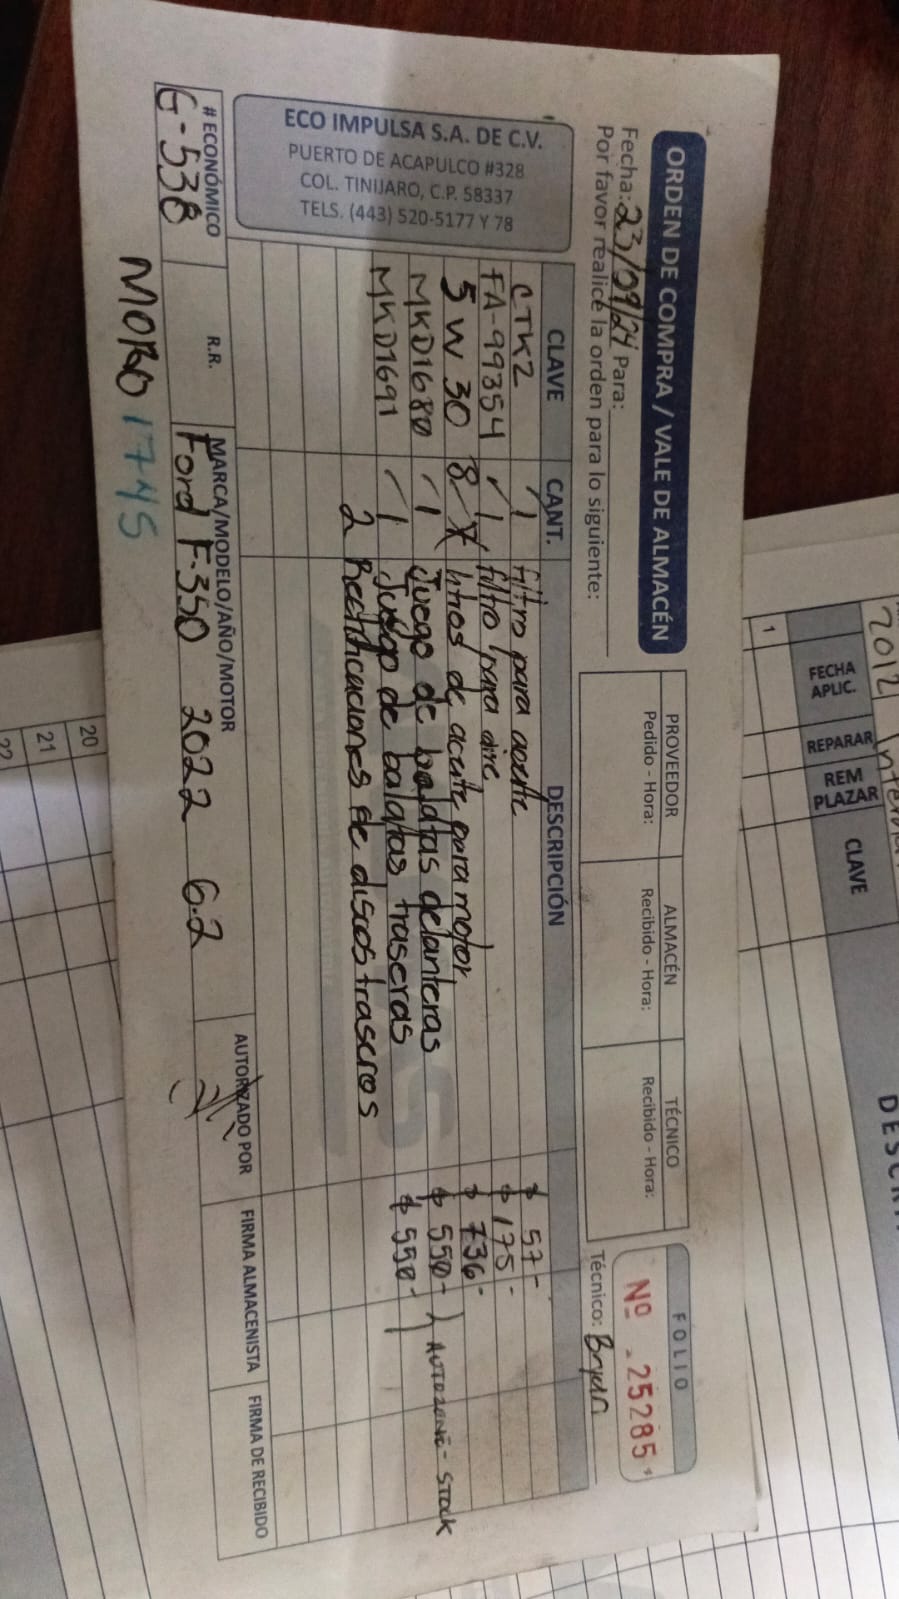 ORDEN DE COMPRA / VALE DE ALMACÉN
Fecha: 23/09/24 Para:
Por favor realice la orden para lo siguiente:
PROVEEDOR
Pedido - Hora:
ALMACÉN
Recibido - Hora:
TÉCNICO
Recibido - Hora:
FOLIO
Nº 25285
Técnico: Bryan
ECO IMPULSA S.A. DE C.V.
PUERTO DE ACAPULCO #328
COL. TINIJARO, C.P. 58337
TELS. (443) 520-5177 Y 78
CLAVE CANT. DESCRIPCIÓN
CTK2 1 filtro para aceite $ 57-
FA-99354 1 filtro para aire $ 175-
5W30 8 litros de aceite para motor $ 736-
MKD1680 1 Juego de balatas delanteras $ 550-
MKD1691 1 Juego de balatas traseras $ 550-
AUTOZONE - STOCK
2 Rectificaciones de discos traseros
# ECONÓMICO R.R. MARCA/MODELO/AÑO/MOTOR AUTORIZADO POR FIRMA ALMACENISTA FIRMA DE RECIBIDO
G-538 Ford F-350 2022 6.2
MORO 1745
2012
FECHA APLIC.
REPARAR
REM PLAZAR
CLAVE
1
20
21
22